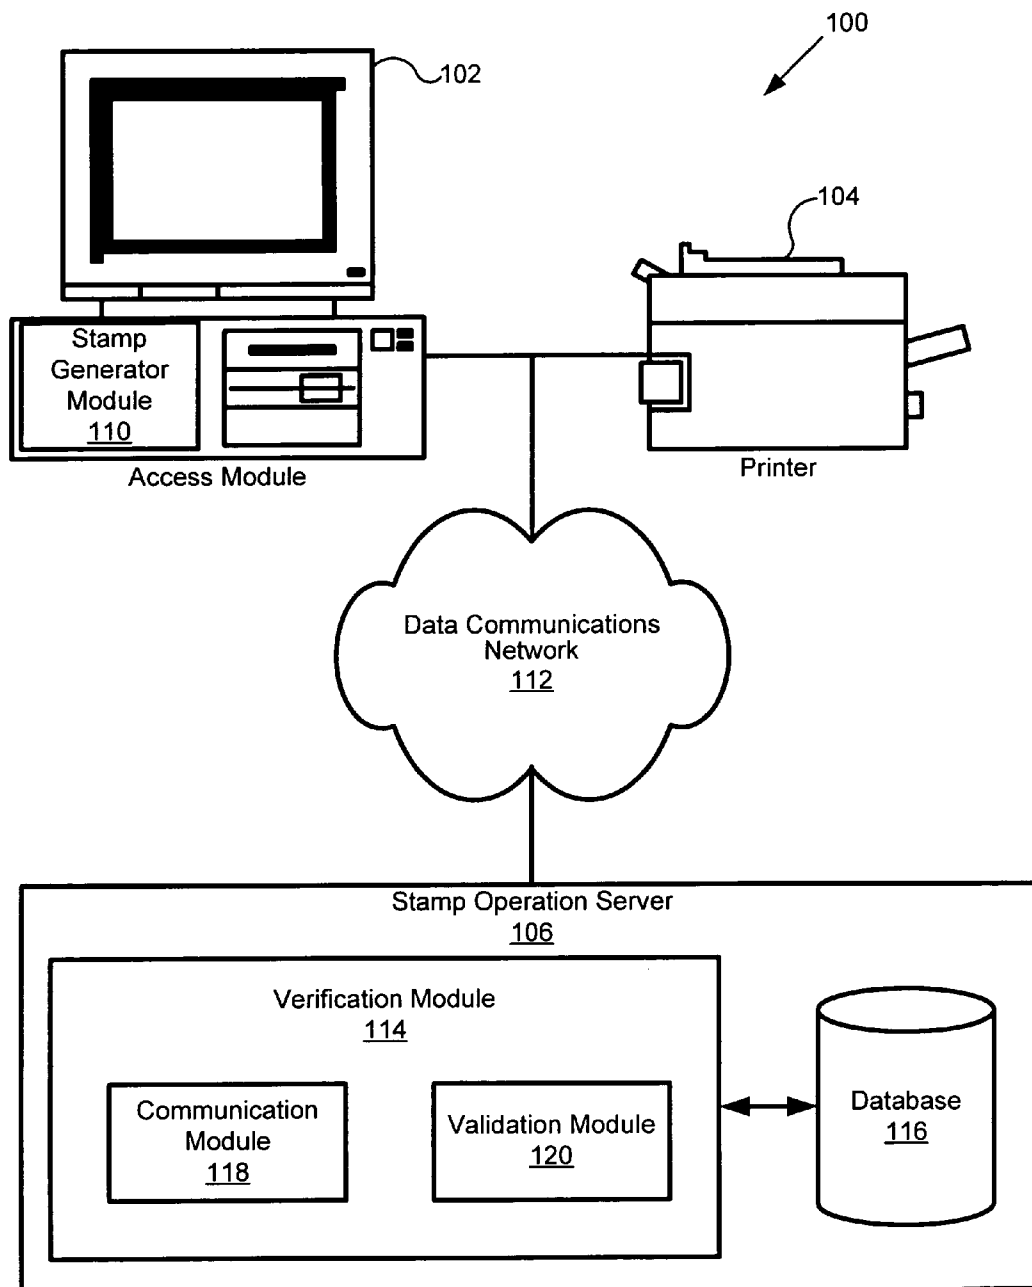 100
102
104
Stamp
Generator
Module
110
Access Module
Printer
Data Communications
Network
112
Stamp Operation Server
106
Verification Module
114
Communication
Module
118
Validation Module
120
Database
116